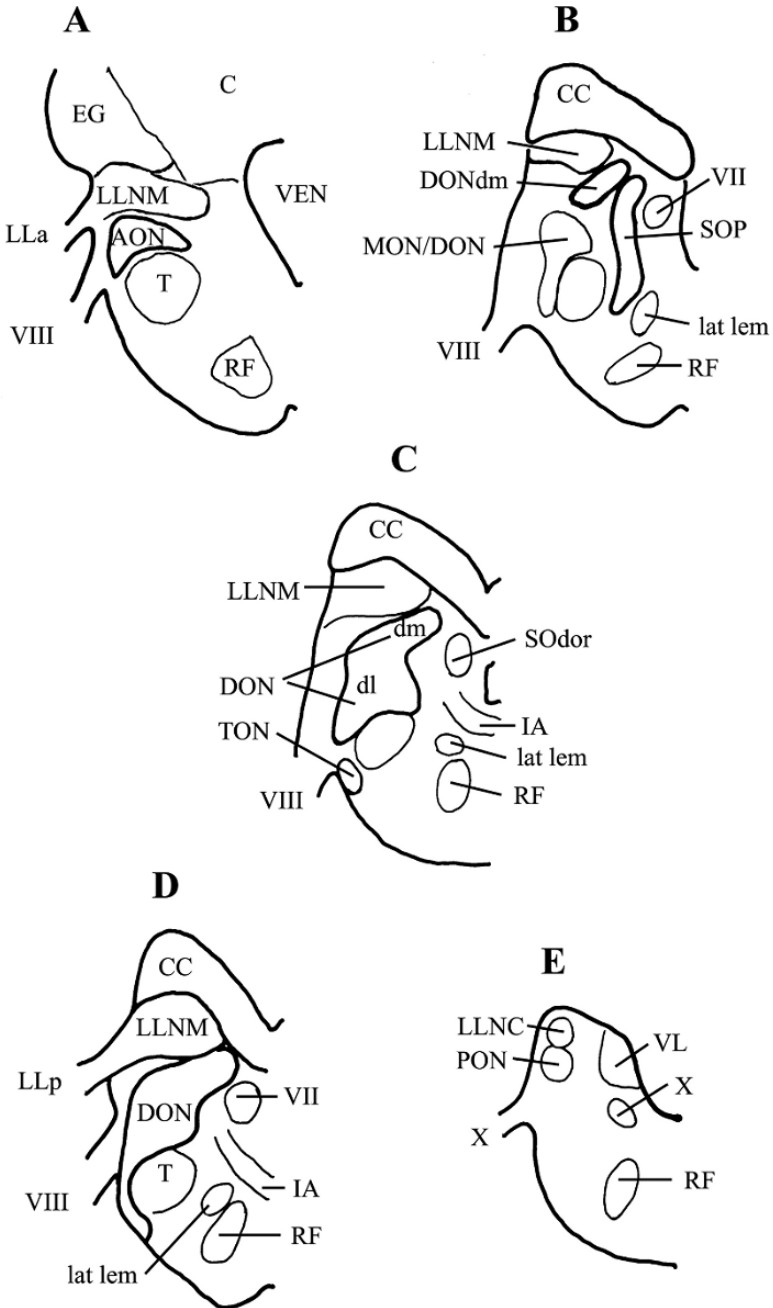 A
C
EG
LLNM
VEN
LLa
AON
T
VIII
RF
B
CC
LLNM
DONdm
VII
MON/DON
SOP
lat lem
VIII
RF
C
CC
LLNM
dm
SOdor
DON
dl
TON
IA
lat lem
VIII
RF
D
CC
LLNM
LLp
VII
DON
T
IA
VIII
RF
lat lem
E
LLNC
VL
PON
X
X
RF